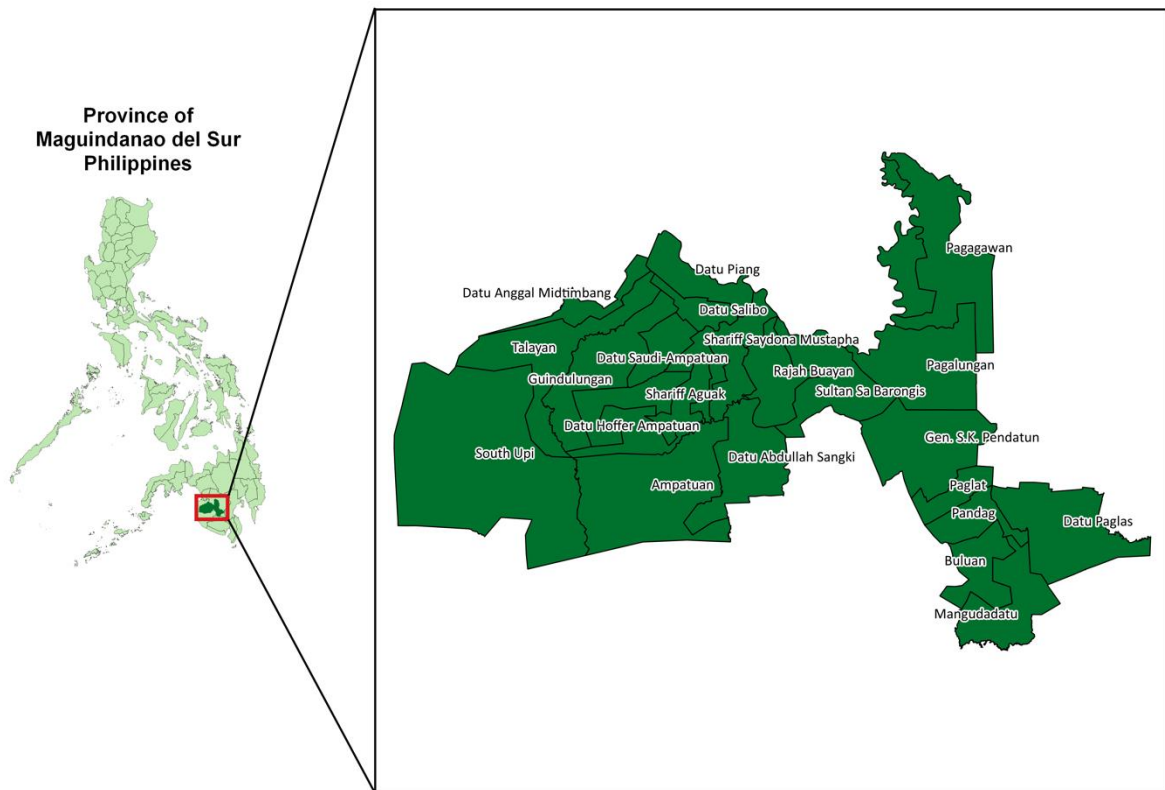 Province of
Maguindanao del Sur
Philippines
Pagagawan
Datu Piang
Datu Anggal Midtimbang
Datu Salibo
Shariff Saydona Mustapha
Talayan
Datu Saudi-Ampatuan
Pagalungan
Rajah Buayan
Guindulungan
Sultan Sa Barongis
Shariff Aguak
Datu Hoffer Ampatuan
Gen. S.K. Pendatun
South Upi
Datu Abdullah Sangki
Ampatuan
Paglat
Pandag
Datu Paglas
Buluan
Mangudadatu